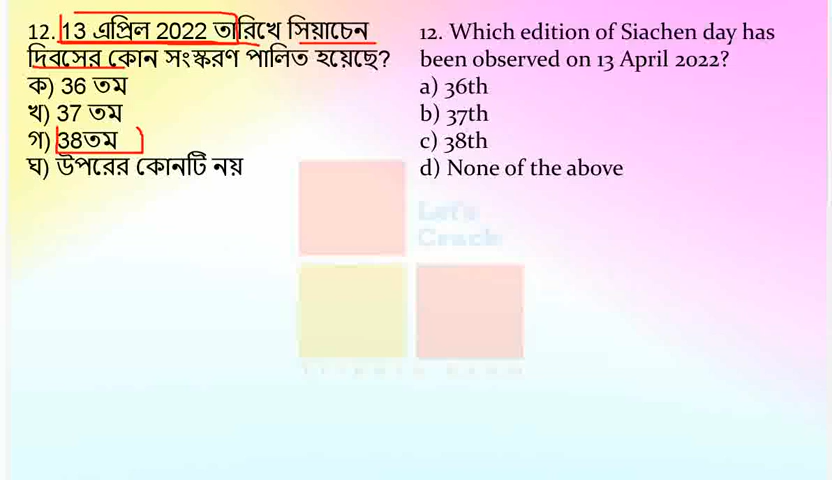 12. 13 এপ্রিল 2022 তারিখে সিয়াচেন
দিবসের কোন সংস্করণ পালিত হয়েছে?
ক) 36 তম
খ) 37 তম
গ) 38তম
ঘ) উপরের কোনটি নয়
12. Which edition of Siachen day has
been observed on 13 April 2022?
a) 36th
b) 37th
c) 38th
d) None of the above
Let's
Crack